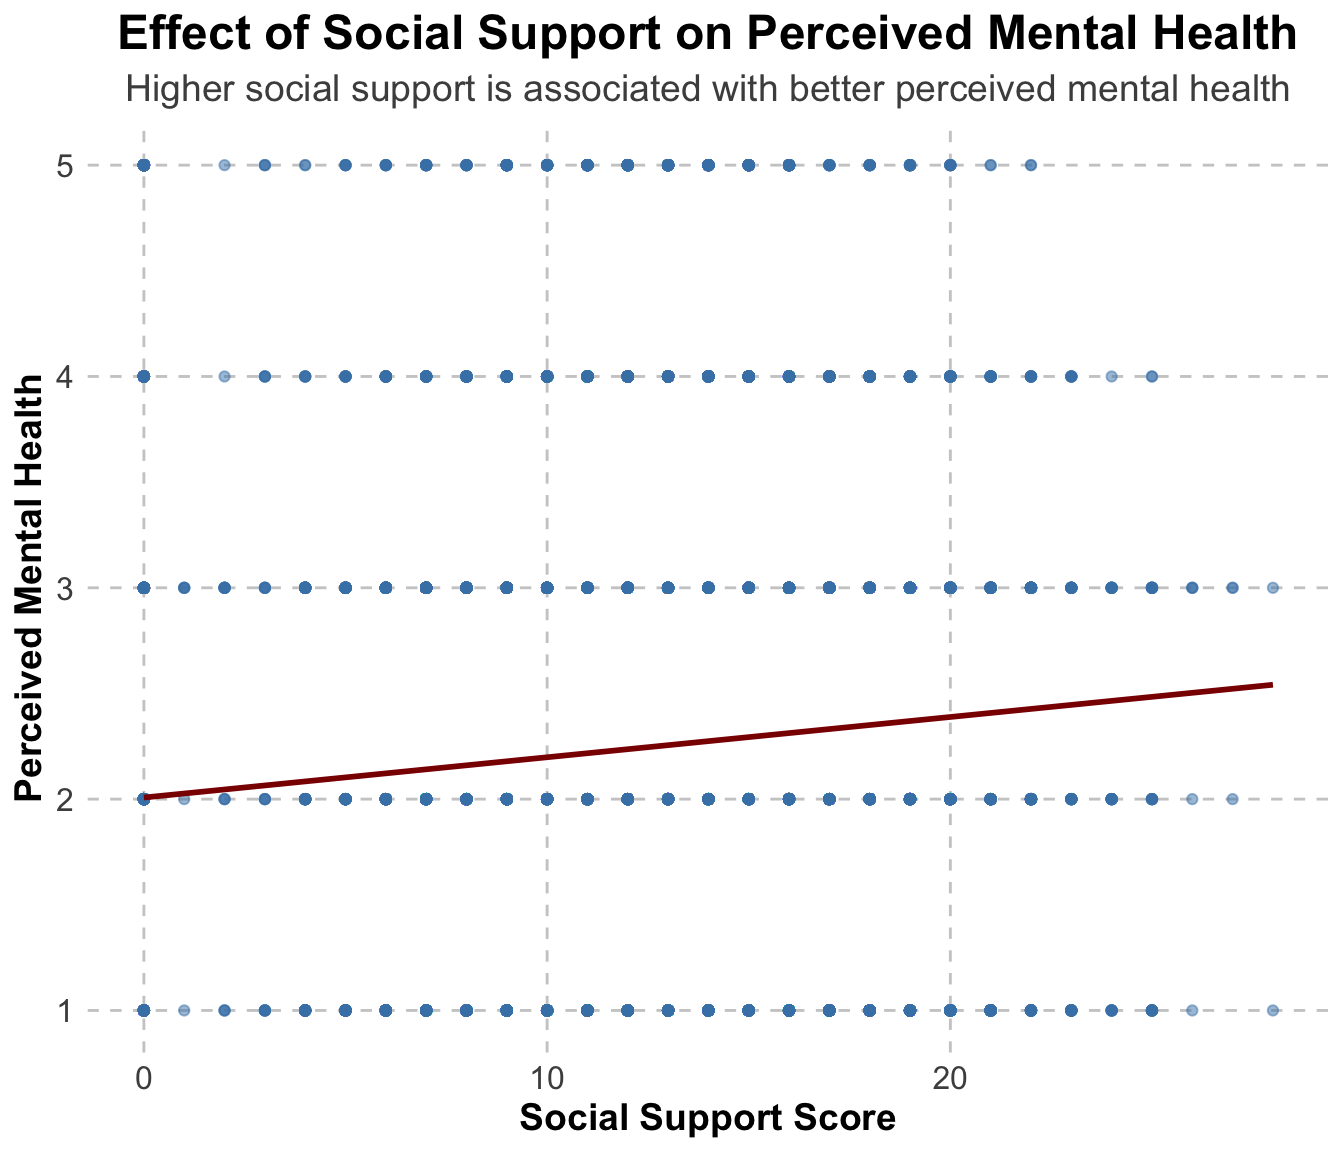 Effect of Social Support on Perceived Mental Health
Higher social support is associated with better perceived mental health
Perceived Mental Health
5
4
3
2
1
0 10 20
Social Support Score